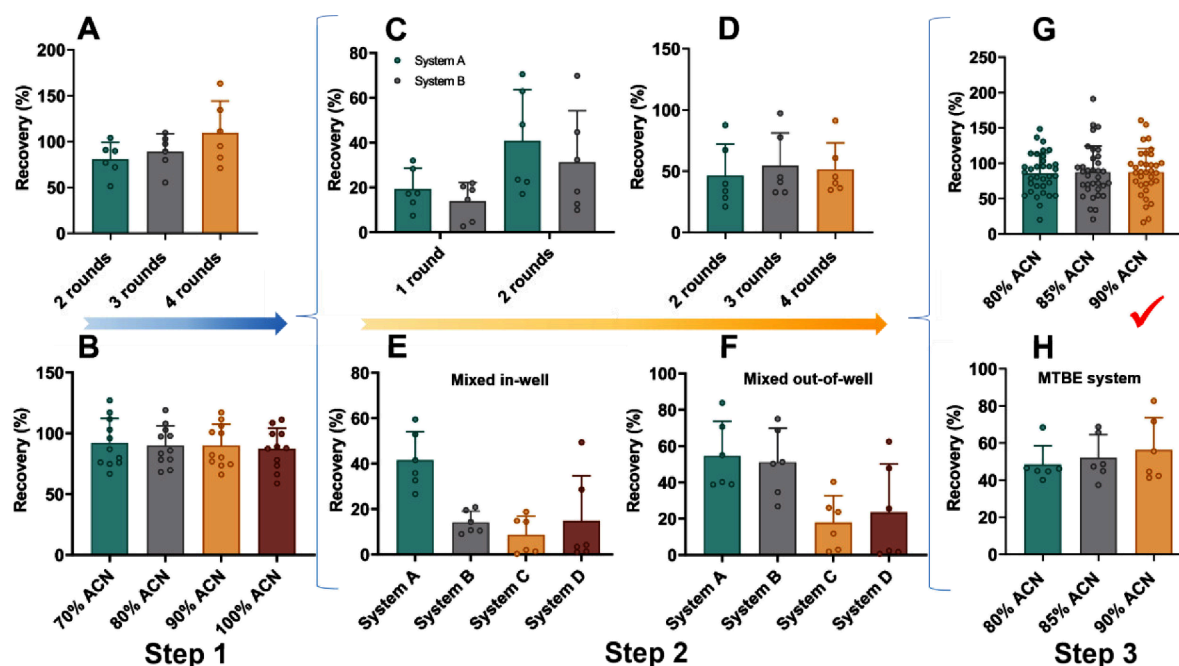 A
Recovery (%)
200
150
100
50
0
2 rounds
3 rounds
4 rounds
B
Recovery (%)
150
100
50
0
70% ACN
80% ACN
90% ACN
100% ACN
Step 1
C
System A
System B
Recovery (%)
80
60
40
20
0
1 round
2 rounds
D
Recovery (%)
150
100
50
0
2 rounds
3 rounds
4 rounds
E
Mixed in-well
Recovery (%)
80
60
40
20
0
System A
System B
System C
System D
F
Mixed out-of-well
Recovery (%)
100
80
60
40
20
0
System A
System B
System C
System D
Step 2
G
Recovery (%)
250
200
150
100
50
0
80% ACN
85% ACN
90% ACN
H
MTBE system
Recovery (%)
100
80
60
40
20
0
80% ACN
85% ACN
90% ACN
Step 3